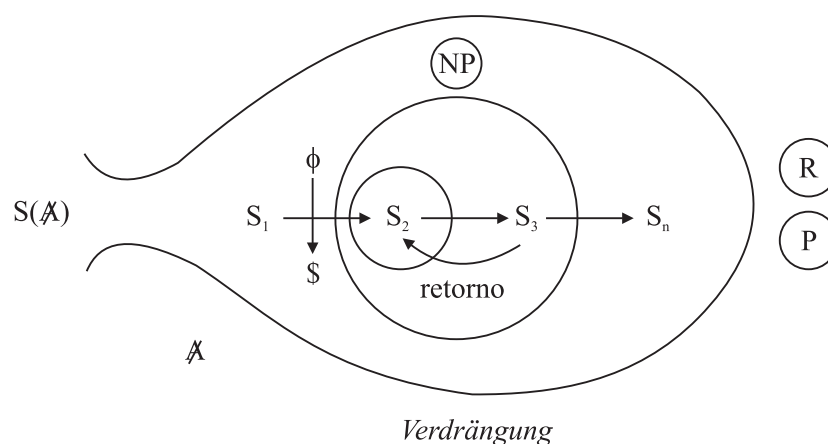 NP
ϕ
R
S(Ⱥ) S₁ S₂ S₃ Sₙ
P
$
retorno
Ⱥ
Verdrängung